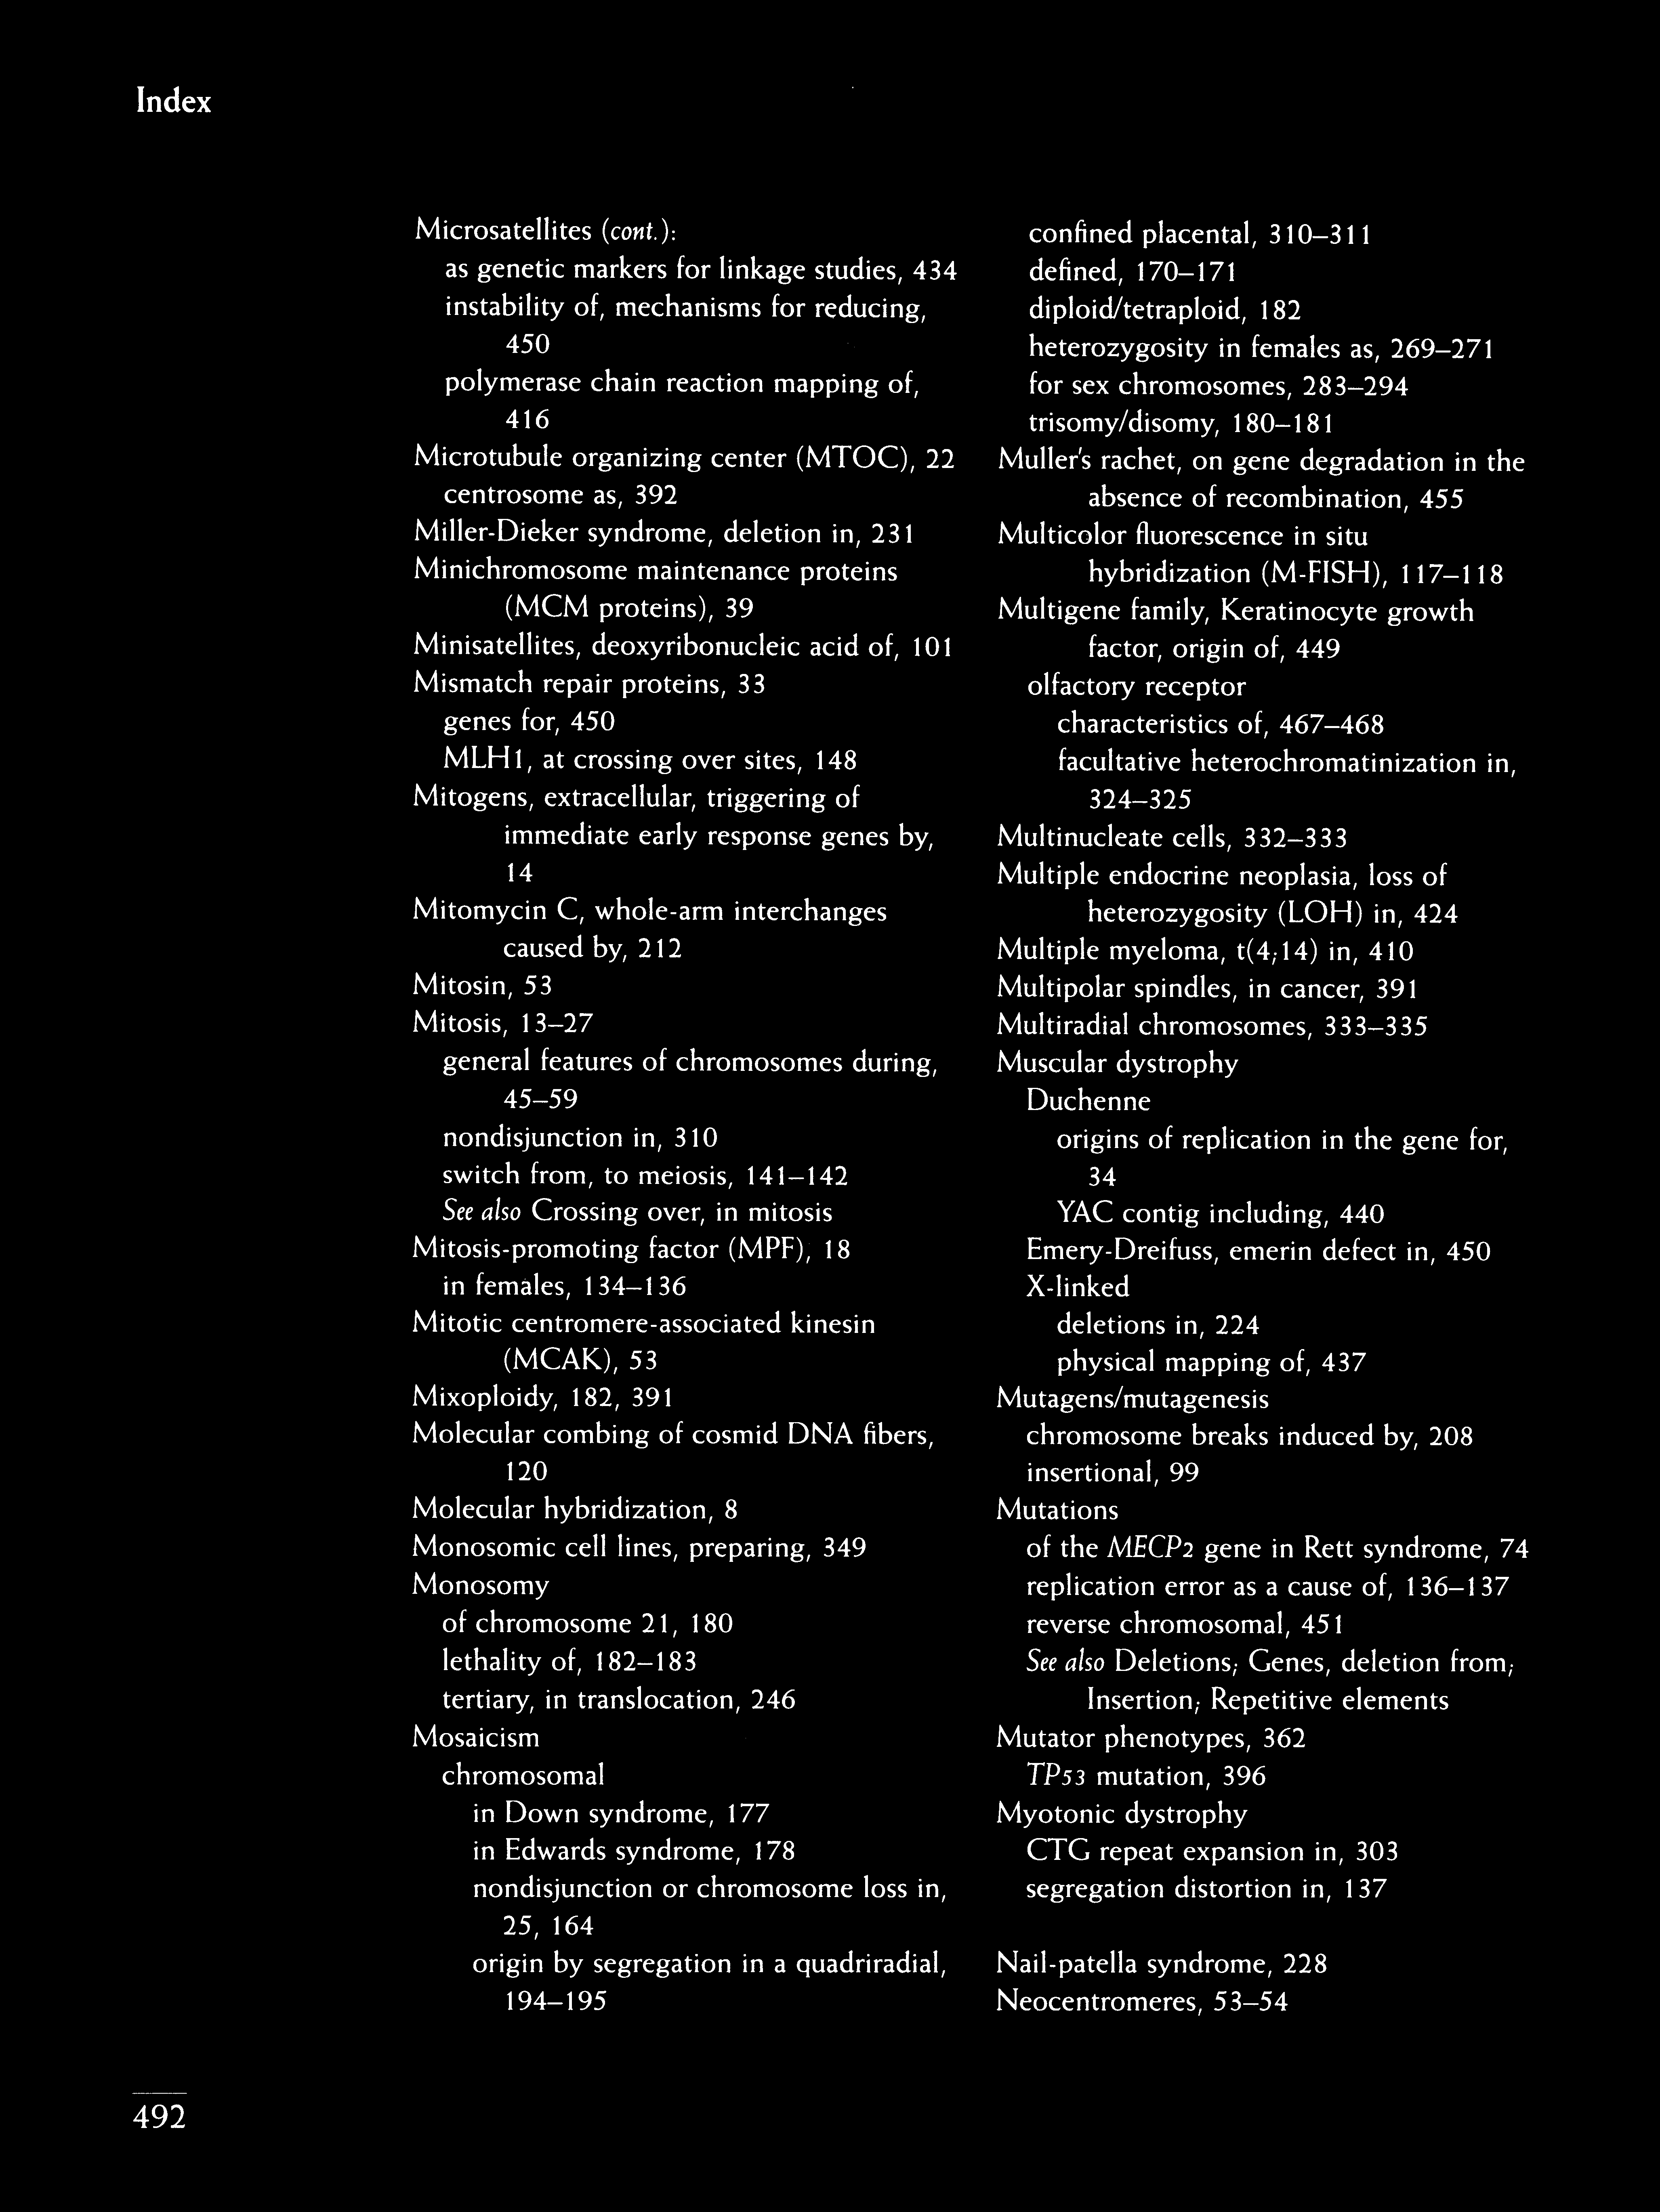 Index
Microsatellites (cont.):
as genetic markers for linkage studies, 434
instability of, mechanisms for reducing,
450
polymerase chain reaction mapping of,
416
Microtubule organizing center (MTOC), 22
centrosome as, 392
Miller-Dieker syndrome, deletion in, 231
Minichromosome maintenance proteins
(MCM proteins), 39
Minisatellites, deoxyribonucleic acid of, 101
Mismatch repair proteins, 33
genes for, 450
MLH1, at crossing over sites, 148
Mitogens, extracellular, triggering of
immediate early response genes by,
14
Mitomycin C, whole-arm interchanges
caused by, 212
Mitosin, 53
Mitosis, 13–27
general features of chromosomes during,
45–59
nondisjunction in, 310
switch from, to meiosis, 141–142
See also Crossing over, in mitosis
Mitosis-promoting factor (MPF), 18
in females, 134–136
Mitotic centromere-associated kinesin
(MCAK), 53
Mixoploidy, 182, 391
Molecular combing of cosmid DNA fibers,
120
Molecular hybridization, 8
Monosomic cell lines, preparing, 349
Monosomy
of chromosome 21, 180
lethality of, 182–183
tertiary, in translocation, 246
Mosaicism
chromosomal
in Down syndrome, 177
in Edwards syndrome, 178
nondisjunction or chromosome loss in,
25, 164
origin by segregation in a quadriradial,
194–195
confined placental, 310–311
defined, 170–171
diploid/tetraploid, 182
heterozygosity in females as, 269–271
for sex chromosomes, 283–294
trisomy/disomy, 180–181
Muller's rachet, on gene degradation in the
absence of recombination, 455
Multicolor fluorescence in situ
hybridization (M-FISH), 117–118
Multigene family, Keratinocyte growth
factor, origin of, 449
olfactory receptor
characteristics of, 467–468
facultative heterochromatinization in,
324–325
Multinucleate cells, 332–333
Multiple endocrine neoplasia, loss of
heterozygosity (LOH) in, 424
Multiple myeloma, t(4;14) in, 410
Multipolar spindles, in cancer, 391
Multiradial chromosomes, 333–335
Muscular dystrophy
Duchenne
origins of replication in the gene for,
34
YAC contig including, 440
Emery-Dreifuss, emerin defect in, 450
X-linked
deletions in, 224
physical mapping of, 437
Mutagens/mutagenesis
chromosome breaks induced by, 208
insertional, 99
Mutations
of the MECP2 gene in Rett syndrome, 74
replication error as a cause of, 136–137
reverse chromosomal, 451
See also Deletions; Genes, deletion from;
Insertion; Repetitive elements
Mutator phenotypes, 362
TP53 mutation, 396
Myotonic dystrophy
CTG repeat expansion in, 303
segregation distortion in, 137
Nail-patella syndrome, 228
Neocentromeres, 53–54
492